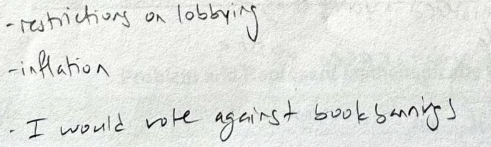 -restrictions on lobbying
-inflation
- I would vote against book bannings